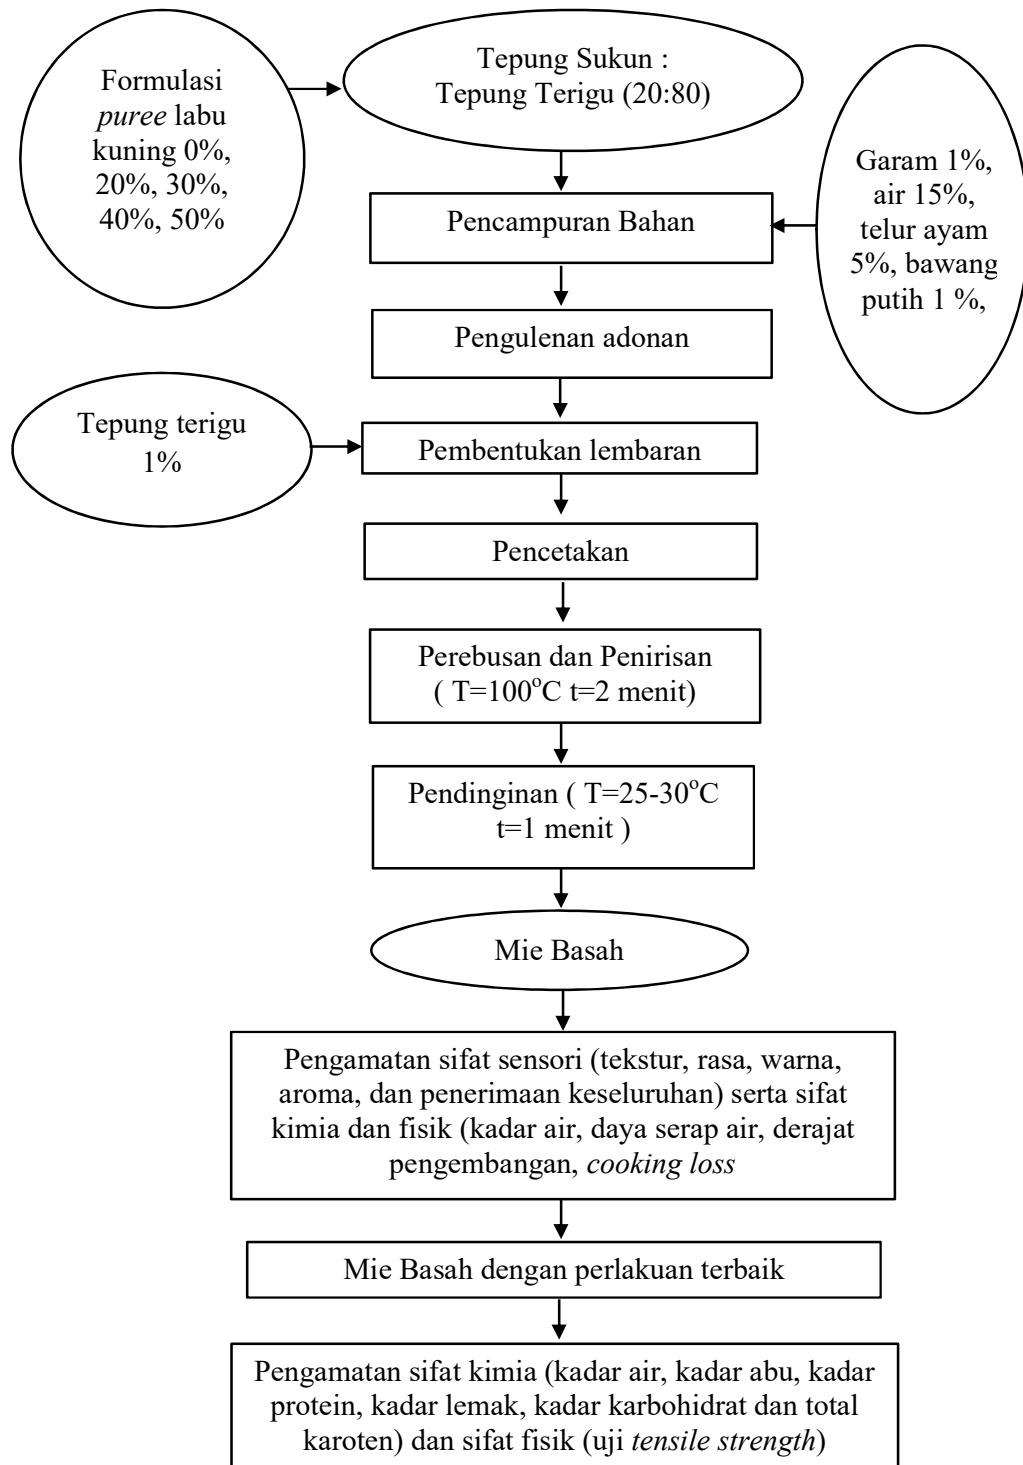 Formulasi
puree labu
kuning 0%,
20%, 30%,
40%, 50%
Tepung Sukun :
Tepung Terigu (20:80)
Garam 1%,
air 15%,
telur ayam
5%, bawang
putih 1 %,
Pencampuran Bahan
Pengulenan adonan
Tepung terigu
1%
Pembentukan lembaran
Pencetakan
Perebusan dan Penirisan
( T=100°C t=2 menit)
Pendinginan ( T=25-30°C
t=1 menit )
Mie Basah
Pengamatan sifat sensori (tekstur, rasa, warna,
aroma, dan penerimaan keseluruhan) serta sifat
kimia dan fisik (kadar air, daya serap air, derajat
pengembangan, cooking loss
Mie Basah dengan perlakuan terbaik
Pengamatan sifat kimia (kadar air, kadar abu, kadar
protein, kadar lemak, kadar karbohidrat dan total
karoten) dan sifat fisik (uji tensile strength)